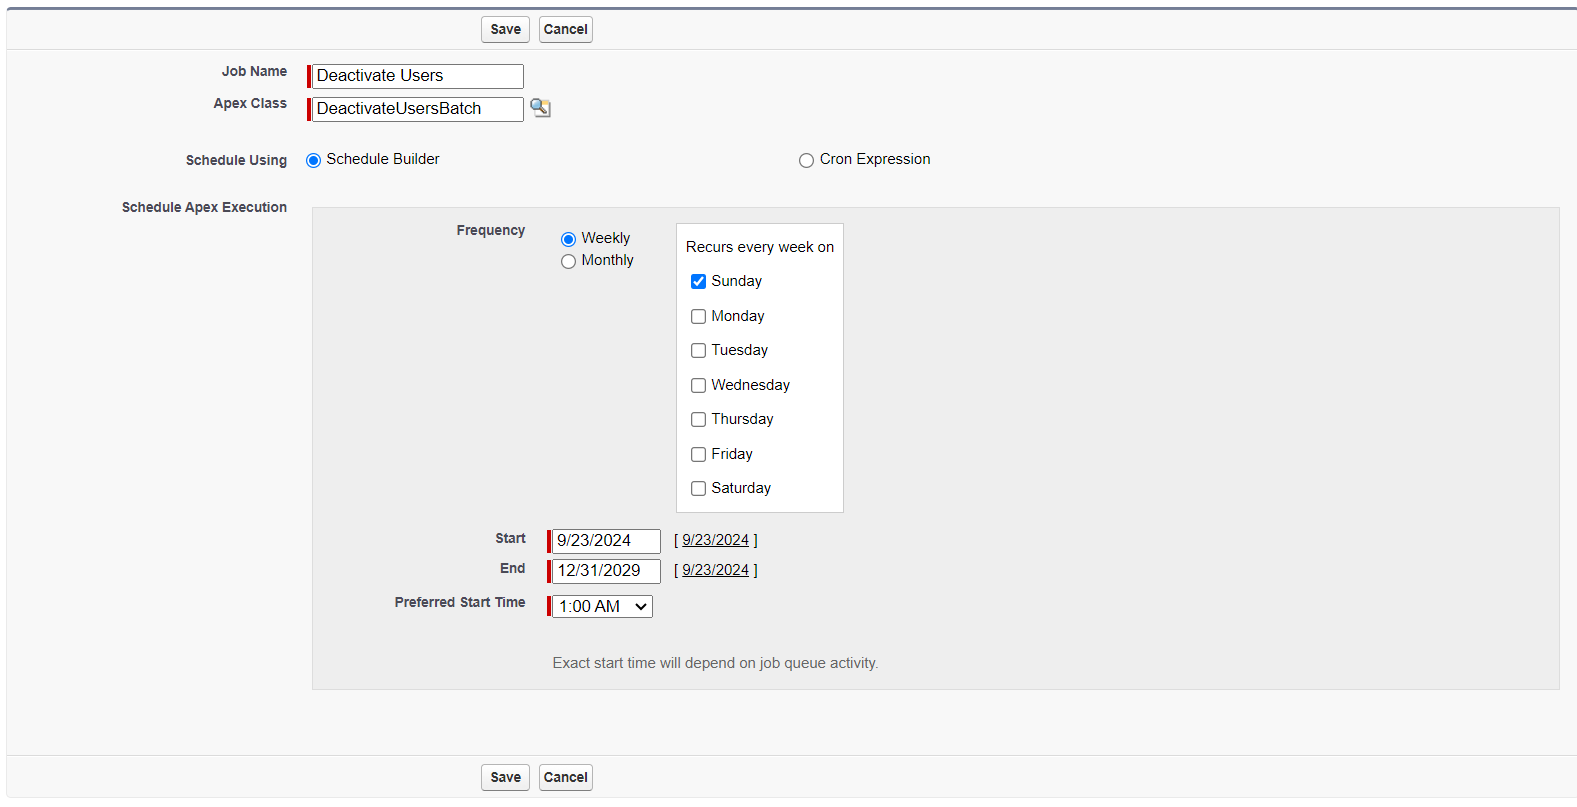 Save Cancel
Job Name Deactivate Users
Apex Class DeactivateUsersBatch
Schedule Using Schedule Builder Cron Expression
Schedule Apex Execution
Frequency Weekly
Monthly
Recurs every week on
Sunday
Monday
Tuesday
Wednesday
Thursday
Friday
Saturday
Start 9/23/2024 [ 9/23/2024 ]
End 12/31/2029 [ 9/23/2024 ]
Preferred Start Time 1:00 AM
Exact start time will depend on job queue activity.
Save Cancel